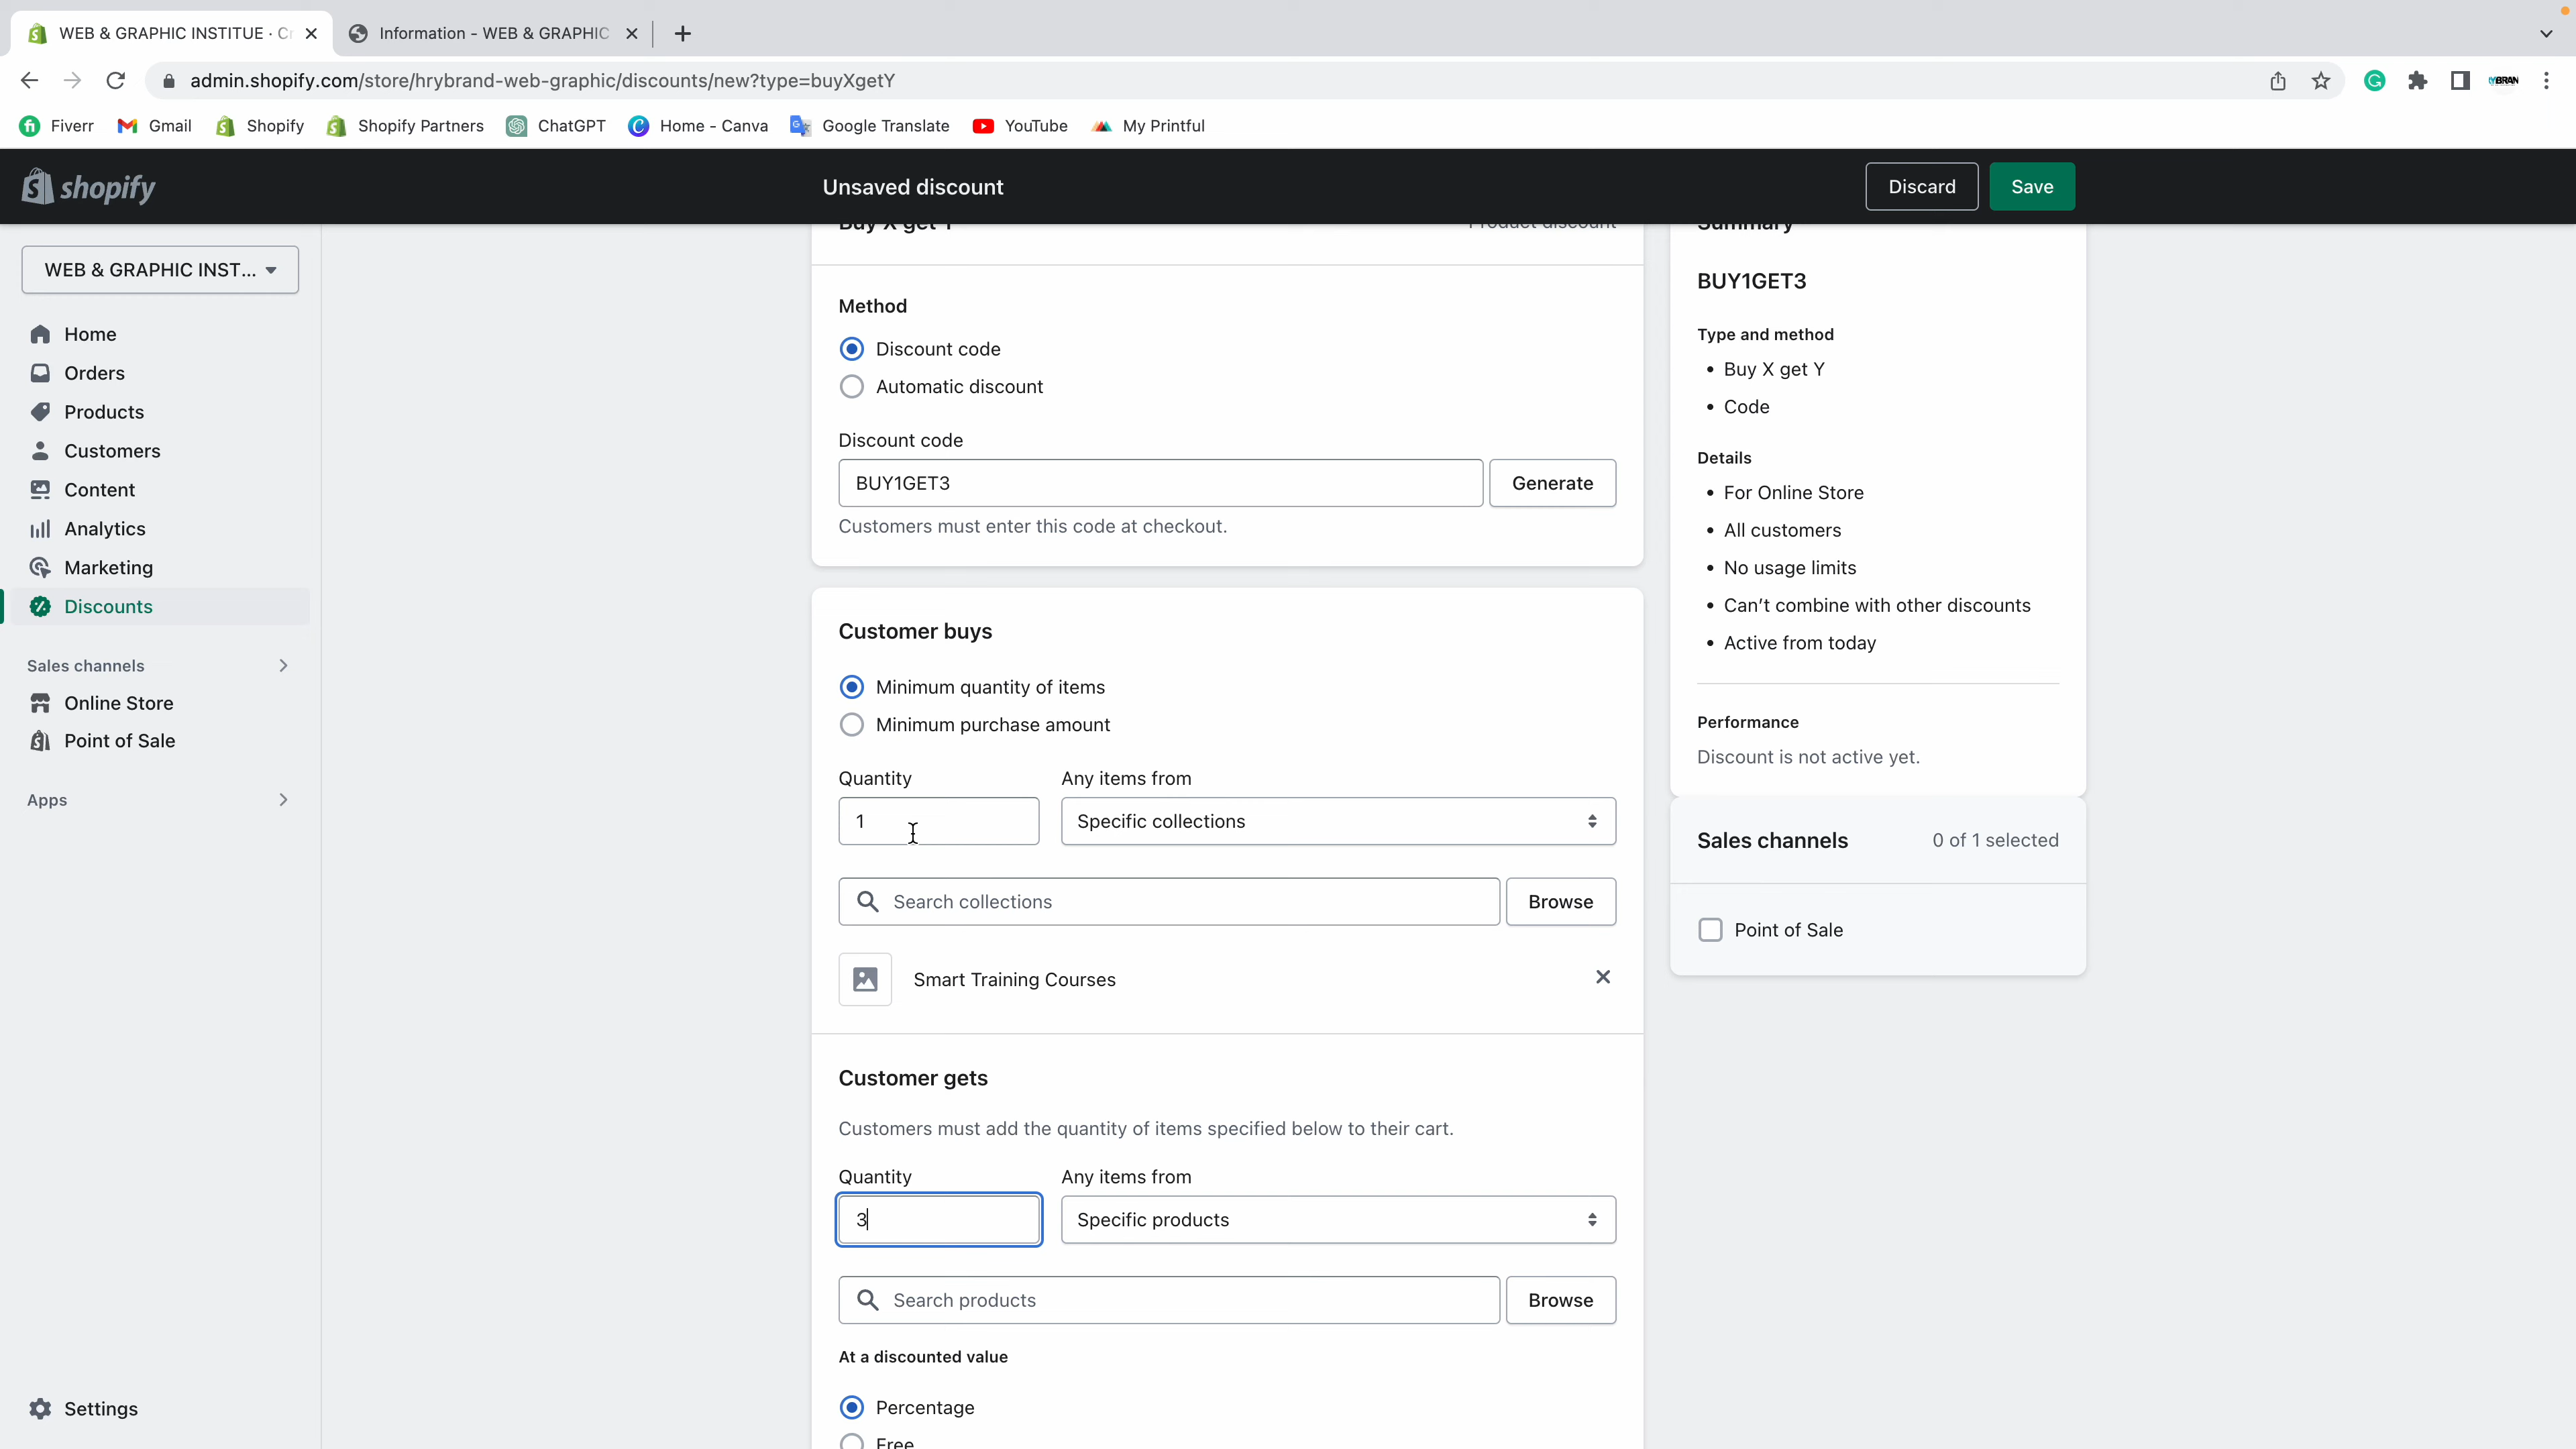 WEB & GRAPHIC INSTITUE · Cr
Information - WEB & GRAPHIC
admin.shopify.com/store/hrybrand-web-graphic/discounts/new?type=buyXgetY
Fiverr
Gmail
Shopify
Shopify Partners
ChatGPT
Home - Canva
Google Translate
YouTube
My Printful
shopify
Unsaved discount
Discard
Save
WEB & GRAPHIC INST...
Home
Orders
Products
Customers
Content
Analytics
Marketing
Discounts
Sales channels
Online Store
Point of Sale
Apps
Settings
Buy X get Y
Product discount
Method
Discount code
Automatic discount
Discount code
BUY1GET3
Generate
Customers must enter this code at checkout.
Customer buys
Minimum quantity of items
Minimum purchase amount
Quantity
Any items from
1
Specific collections
Search collections
Browse
Smart Training Courses
Customer gets
Customers must add the quantity of items specified below to their cart.
Quantity
Any items from
3
Specific products
Search products
Browse
At a discounted value
Percentage
Free
Summary
BUY1GET3
Type and method
• Buy X get Y
• Code
Details
• For Online Store
• All customers
• No usage limits
• Can't combine with other discounts
• Active from today
Performance
Discount is not active yet.
Sales channels
0 of 1 selected
Point of Sale